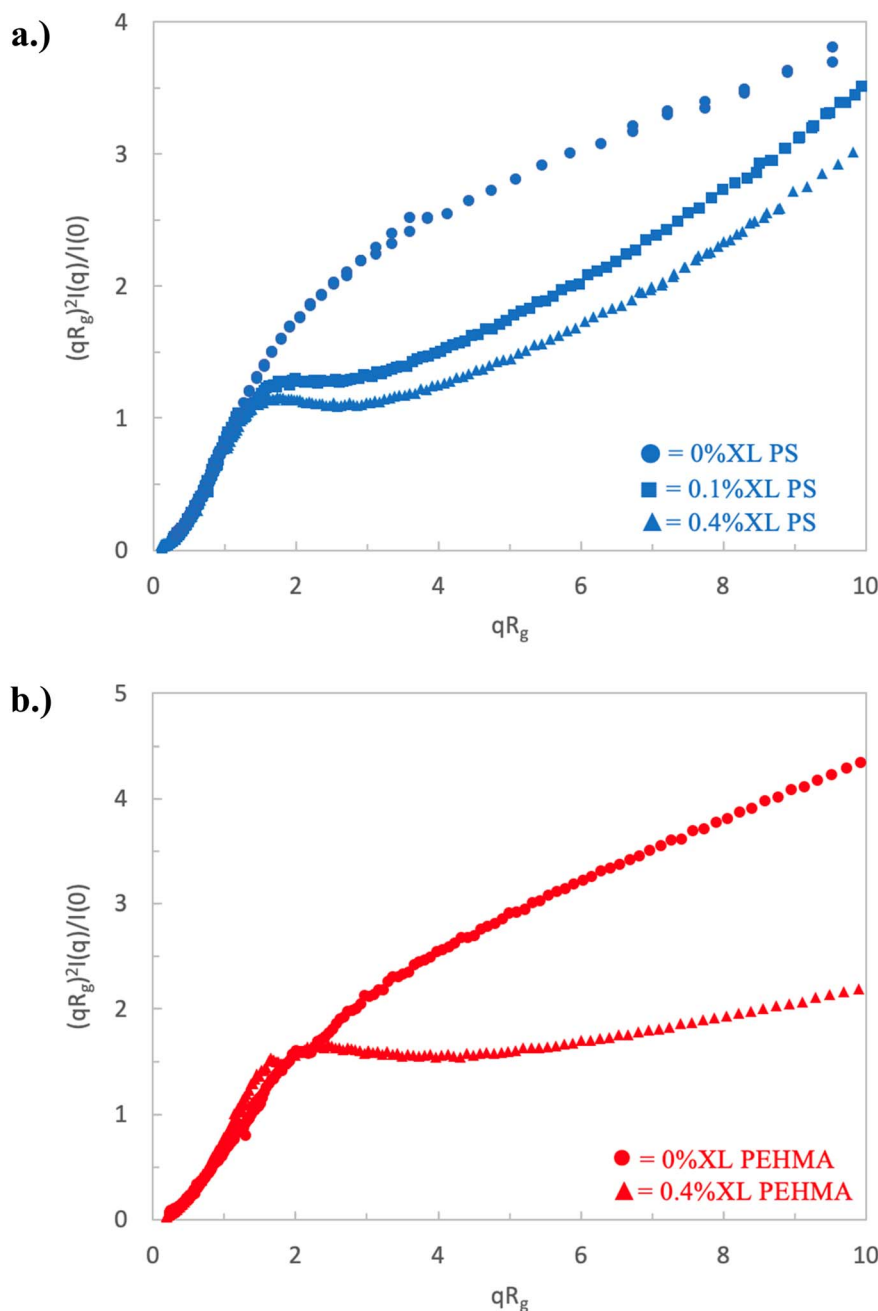 a.)
4
3
2
1
0
(qRg)²I(q)/I(0)
= 0%XL PS
= 0.1%XL PS
= 0.4%XL PS
0 2 4 6 8 10
qRg
b.)
5
4
3
2
1
0
(qRg)²I(q)/I(0)
= 0%XL PEHMA
= 0.4%XL PEHMA
0 2 4 6 8 10
qRg